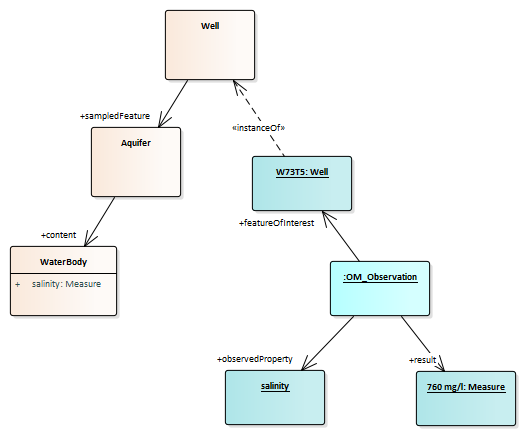 Well
+sampledFeature
«instanceOf»
Aquifer
W73T5: Well
+featureOfInterest
+content
WaterBody
+ salinity: Measure
:OM_Observation
+observedProperty
+result
salinity
760 mg/l: Measure